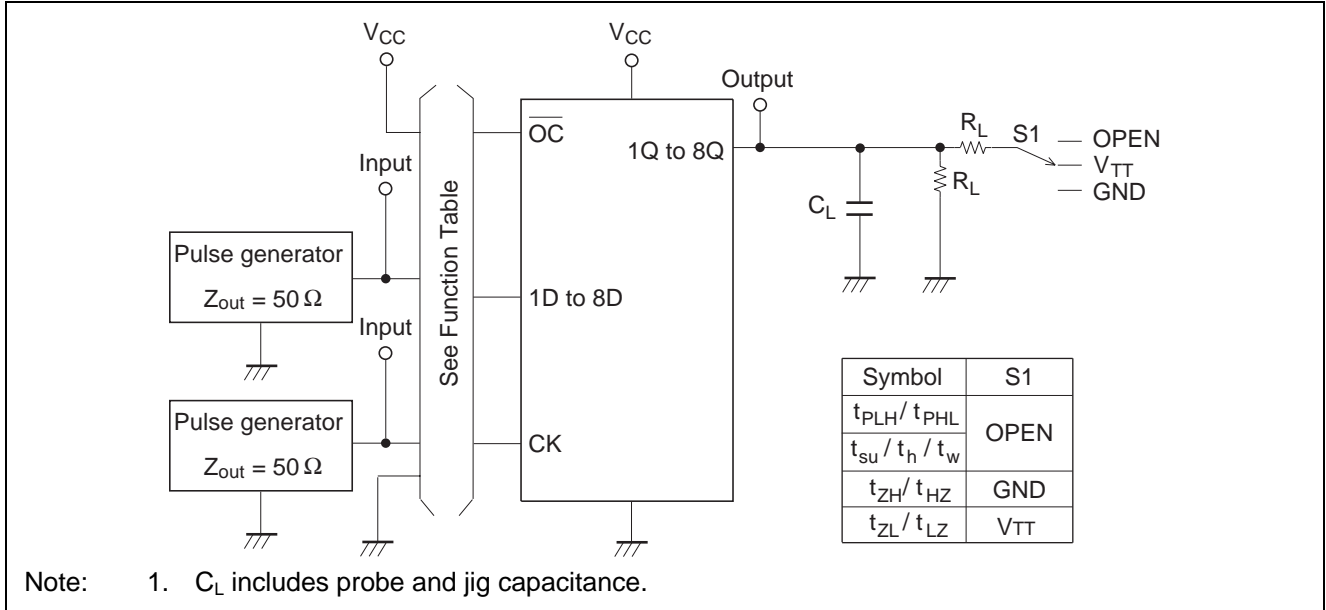 VCC
VCC
Output
OC
1Q to 8Q
RL
S1
OPEN
VTT
GND
Input
See Function Table
CL
RL
Pulse generator
Zout = 50 Ω
1D to 8D
Input
Pulse generator
Zout = 50 Ω
CK
Symbol S1
tPLH / tPHL
OPEN
tsu / th / tw
tZH / tHZ GND
tZL / tLZ VTT
Note: 1. CL includes probe and jig capacitance.